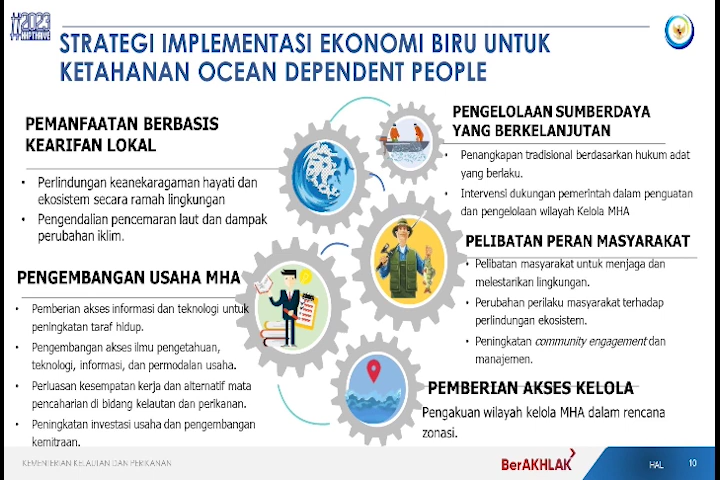 #2023
STRATEGI IMPLEMENTASI EKONOMI BIRU UNTUK
KETAHANAN OCEAN DEPENDENT PEOPLE
PEMANFAATAN BERBASIS
KEARIFAN LOKAL
• Perlindungan keanekaragaman hayati dan
ekosistem secara ramah lingkungan
• Pengendalian pencemaran laut dan dampak
perubahan iklim.
PENGEMBANGAN USAHA MHA
• Pemberian akses informasi dan teknologi untuk
peningkatan taraf hidup.
• Pengembangan akses ilmu pengetahuan,
teknologi, informasi, dan permodalan usaha.
• Perluasan kesempatan kerja dan alternatif mata
pencaharian di bidang kelautan dan perikanan.
• Peningkatan investasi usaha dan pengembangan
kemitraan.
PENGELOLAAN SUMBERDAYA
YANG BERKELANJUTAN
• Penangkapan tradisional berdasarkan hukum adat
yang berlaku.
• Intervensi dukungan pemerintah dalam penguatan
dan pengelolaan wilayah Kelola MHA
PELIBATAN PERAN MASYARAKAT
• Pelibatan masyarakat untuk menjaga dan
melestarikan lingkungan.
• Perubahan perilaku masyarakat terhadap
perlindungan ekosistem.
• Peningkatan community engagement dan
manajemen.
PEMBERIAN AKSES KELOLA
Pengakuan wilayah kelola MHA dalam rencana
zonasi.
KEMENTERIAN KELAUTAN DAN PERIKANAN
BerAKHLAK
HAL 10